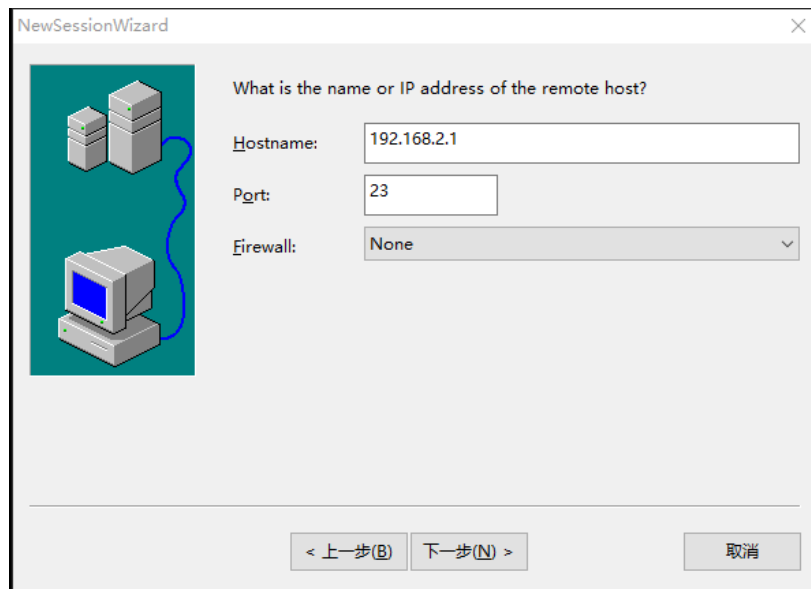 NewSessionWizard
What is the name or IP address of the remote host?
Hostname: 192.168.2.1
Port: 23
Firewall: None
< 上一步(B) 下一步(N) > 取消